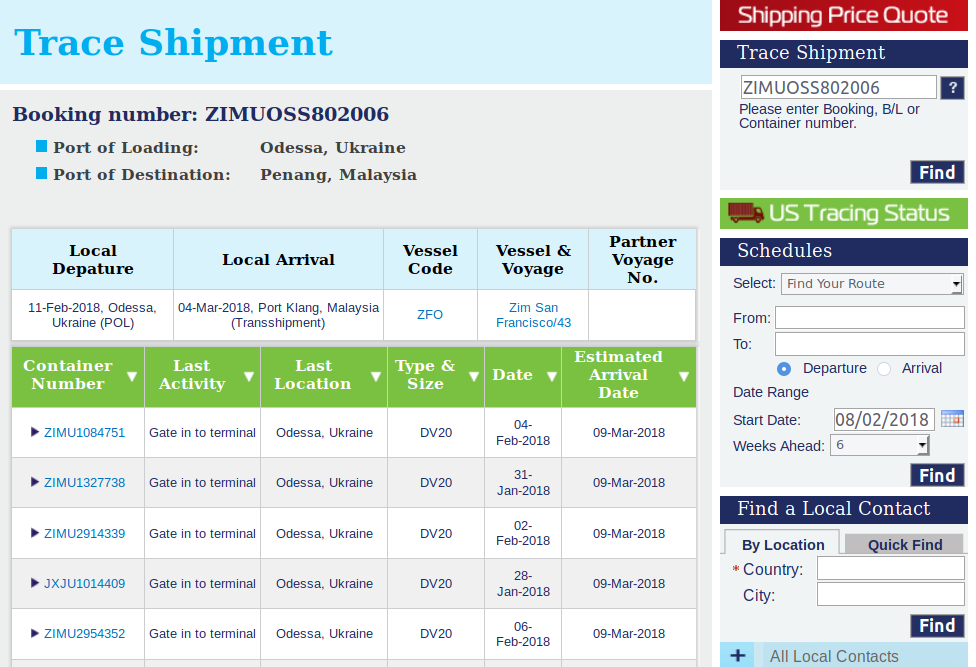 Trace Shipment
Booking number: ZIMUOSS802006
Port of Loading: Odessa, Ukraine
Port of Destination: Penang, Malaysia
Local Depature Local Arrival Vessel Code Vessel & Voyage Partner Voyage No.
11-Feb-2018, Odessa, Ukraine (POL) 04-Mar-2018, Port Klang, Malaysia (Transshipment) ZFO Zim San Francisco/43
Container Number Last Activity Last Location Type & Size Date Estimated Arrival Date
ZIMU1084751 Gate in to terminal Odessa, Ukraine DV20 04-Feb-2018 09-Mar-2018
ZIMU1327738 Gate in to terminal Odessa, Ukraine DV20 31-Jan-2018 09-Mar-2018
ZIMU2914339 Gate in to terminal Odessa, Ukraine DV20 02-Feb-2018 09-Mar-2018
JXJU1014409 Gate in to terminal Odessa, Ukraine DV20 28-Jan-2018 09-Mar-2018
ZIMU2954352 Gate in to terminal Odessa, Ukraine DV20 06-Feb-2018 09-Mar-2018
Shipping Price Quote
Trace Shipment
ZIMUOSS802006 ?
Please enter Booking, B/L or
Container number.
Find
US Tracing Status
Schedules
Select: Find Your Route
From:
To:
Departure Arrival
Date Range
Start Date: 08/02/2018
Weeks Ahead: 6
Find
Find a Local Contact
By Location Quick Find
* Country:
City:
Find
+ All Local Contacts